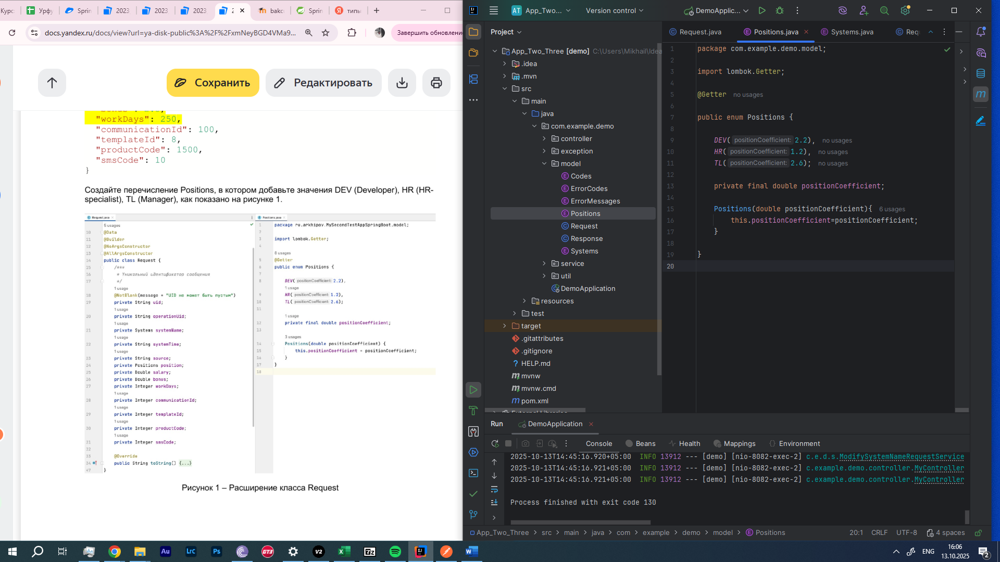 Курс
Урфу
Sprin
2023
2023
2023
2
bakс
Sprin
типы
docs.yandex.ru/docs/view?url=ya-disk-public%3A%2F%2FxmNeyBGD4VMa9...
Завершить обновление
Сохранить
Редактировать
"workDays": 250,
"communicationId": 100,
"templateId": 8,
"productCode": 1500,
"smsCode": 10
}
Создайте перечисление Positions, в котором добавьте значения DEV (Developer), HR (HR-
specialist), TL (Manager), как показано на рисунке 1.
Request.java
5 usages
10 @Data
11 @Builder
12 @NoArgsConstructor
13 @AllArgsConstructor
14 public class Request {
15 /***
16 * Уникальный идентификатор сообщения
17 */
1 usage
18 @NotBlank(message = "UID не может быть пустым")
19 private String uid;
1 usage
20 private String operationUid;
1 usage
21 private Systems systemName;
1 usage
22 private String systemTime;
1 usage
23 private String source;
24 private Positions position;
25 private Double salary;
26 private Double bonus;
27 private Integer workDays;
1 usage
28 private Integer communicationId;
1 usage
29 private Integer templateId;
1 usage
30 private Integer productCode;
1 usage
31 private Integer smsCode;
32
33 @Override
34 public String toString() {...}
47 }
Positions.java
1 package ru.arkhipov.MySecondTestAppSpringBoot.model;
2
3 import lombok.Getter;
4
6 usages
5 @Getter
6 public enum Positions {
7
8 DEV( positionCoefficient: 2.2),
1 usage
9 HR( positionCoefficient: 1.2),
10 TL( positionCoefficient: 2.6);
11
1 usage
12 private final double positionCoefficient;
13
3 usages
14 Positions(double positionCoefficient) {
15 this.positionCoefficient = positionCoefficient;
16 }
17 }
18
Рисунок 1 – Расширение класса Request
AT App_Two...
Version control
DemoApplic...
Project
App_Two_Three [demo] C:\Users\Mikhail\Idea
.idea
.mvn
src
main
java
com.example.demo
controller
exception
model
Codes
ErrorCodes
ErrorMessages
Positions
Request
Response
Systems
service
util
DemoApplication
resources
test
target
.gitattributes
.gitignore
HELP.md
mvnw
mvnw.cmd
pom.xml
External Libraries
Request.java
Positions.java
Systems.java
Req
1 package com.example.demo.model;
2
3 import lombok.Getter;
4
5 @Getter no usages
6
7 public enum Positions {
8
9 DEV( positionCoefficient: 2.2), no usages
10 HR( positionCoefficient: 1.2), no usages
11 TL( positionCoefficient: 2.6); no usages
12
13 private final double positionCoefficient;
14
15 Positions(double positionCoefficient){ 6 usages
16 this.positionCoefficient=positionCoefficient;
17 }
18
19 }
20
Run
DemoApplication
Console
Beans
Health
Mappings
Environment
2025-10-13T14:45:16.920+05:00 INFO 13912 --- [demo] [nio-8082-exec-2] c.e.d.s.ModifySystemNameRequestService
2025-10-13T14:45:16.921+05:00 INFO 13912 --- [demo] [nio-8082-exec-2] c.example.demo.controller.MyController
2025-10-13T14:45:16.921+05:00 INFO 13912 --- [demo] [nio-8082-exec-2] c.example.demo.controller.MyController
Process finished with exit code 130
App_Two_Three > src > main > java > com > example > demo > model > Positions
20:1 CRLF UTF-8 4 spaces
Au
Lrc
Ps
GT3
V2
7z
ENG
16:06
13.10.2025
2